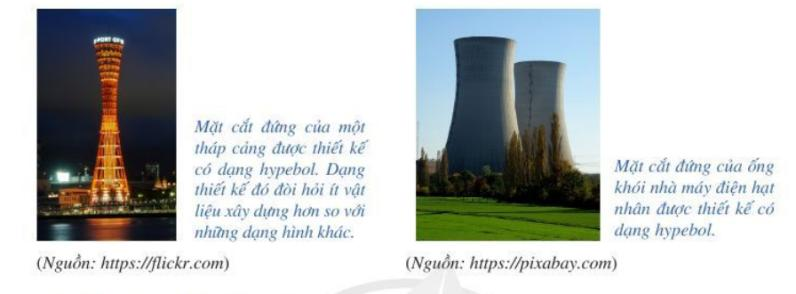 PORT
Mặt cắt đứng của một
tháp cảng được thiết kế
có dạng hypebol. Dạng
thiết kế đó đòi hỏi ít vật
liệu xây dựng hơn so với
những dạng hình khác.
(Nguồn: https://flickr.com)
Mặt cắt đứng của ống
khói nhà máy điện hạt
nhân được thiết kế có
dạng hypebol.
(Nguồn: https://pixabay.com)